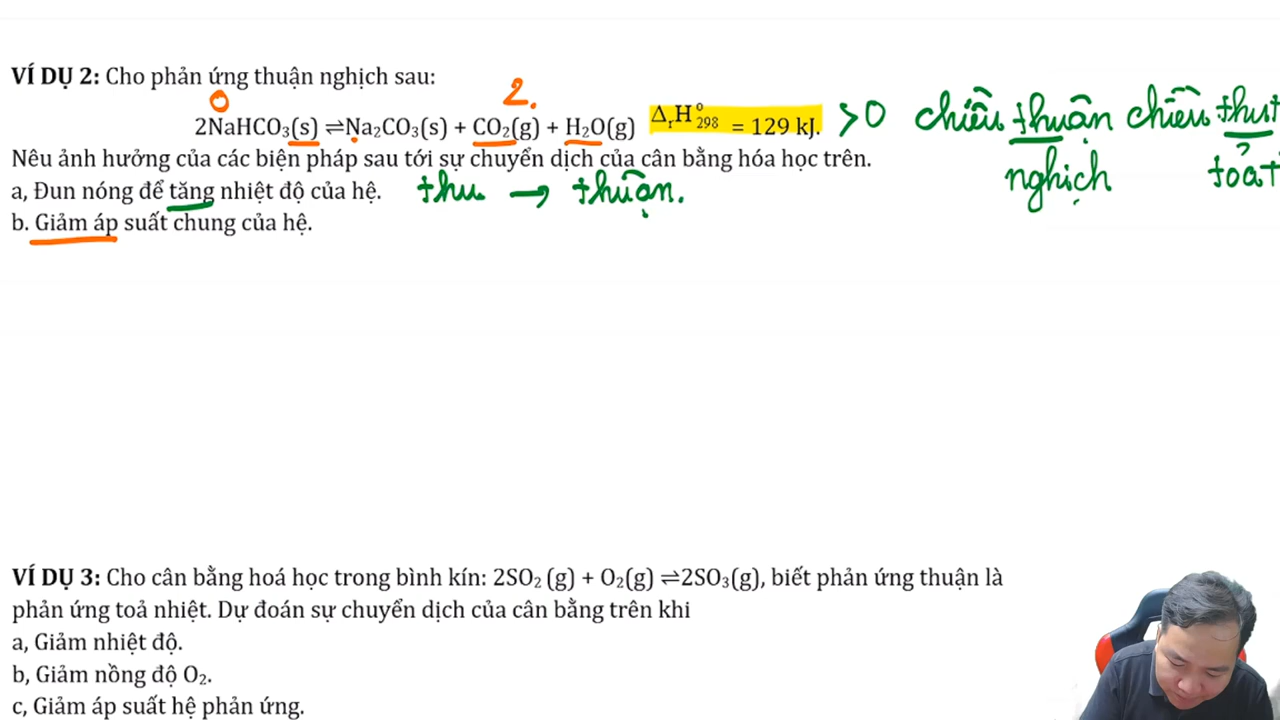 VÍ DỤ 2: Cho phản ứng thuận nghịch sau:
0 2.
2NaHCO₃(s) ⇌Na₂CO₃(s) + CO₂(g) + H₂O(g) ΔᵣH°₂₉₈ = 129 kJ. >0 chiều thuận chiều thut
Nêu ảnh hưởng của các biện pháp sau tới sự chuyển dịch của cân bằng hóa học trên. nghịch toảt
a, Đun nóng để tăng nhiệt độ của hệ. thu → thuận.
b. Giảm áp suất chung của hệ.
VÍ DỤ 3: Cho cân bằng hoá học trong bình kín: 2SO₂ (g) + O₂(g) ⇌2SO₃(g), biết phản ứng thuận là
phản ứng toả nhiệt. Dự đoán sự chuyển dịch của cân bằng trên khi
a, Giảm nhiệt độ.
b, Giảm nồng độ O₂.
c, Giảm áp suất hệ phản ứng.